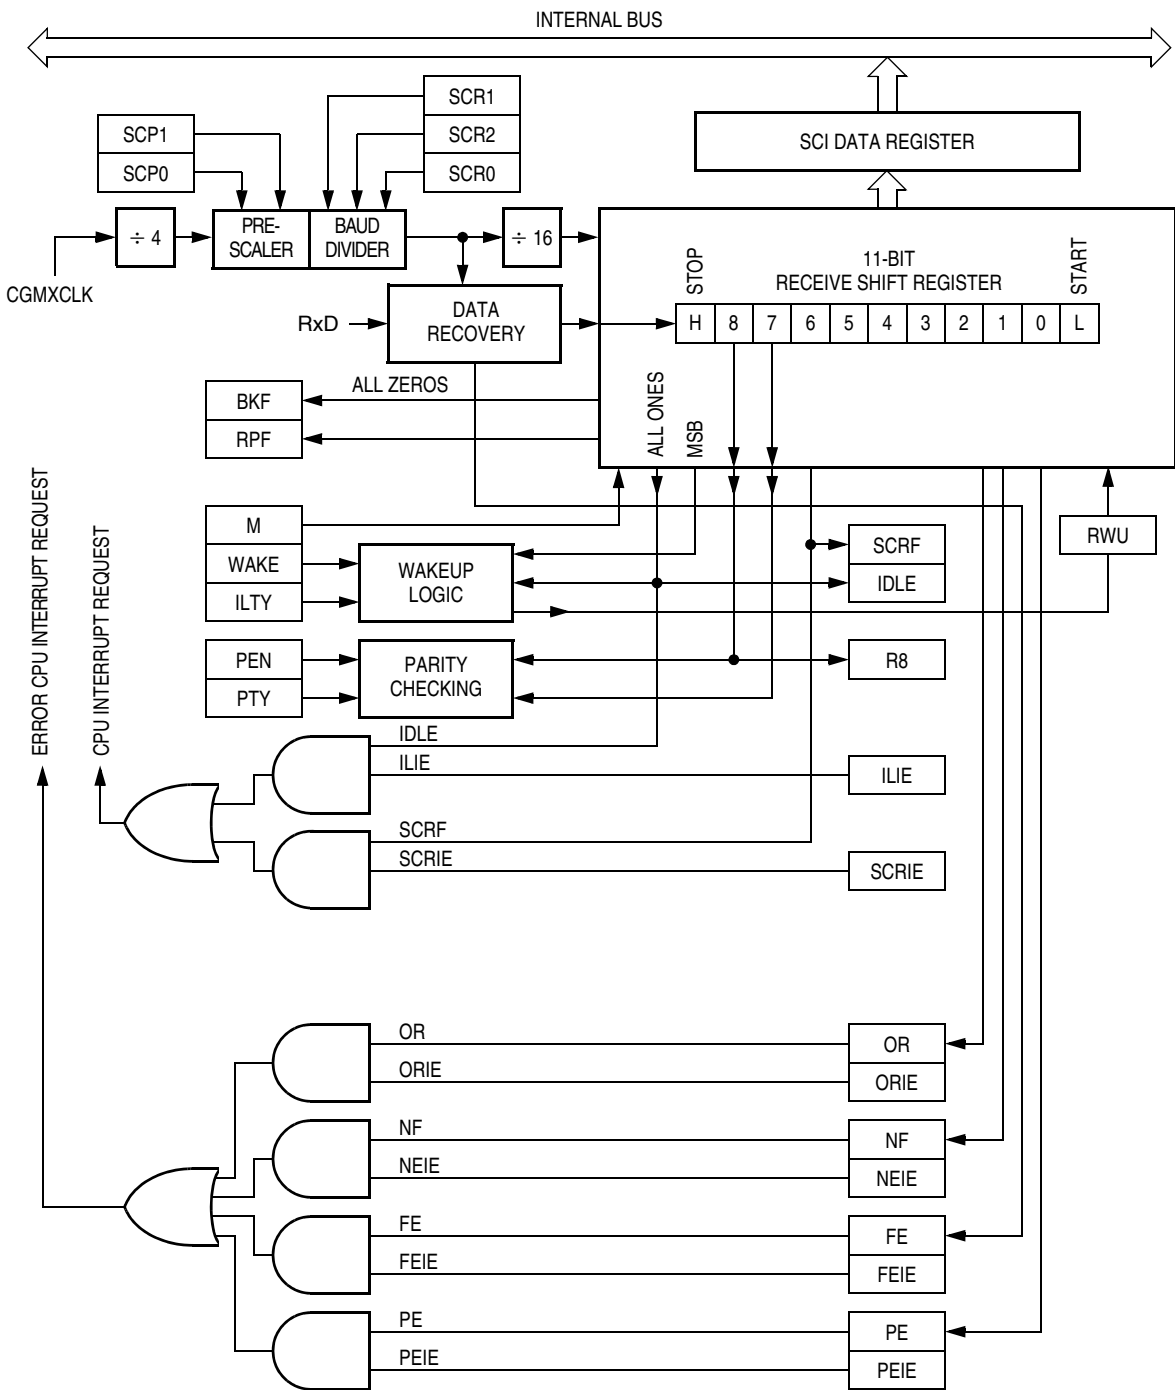 INTERNAL BUS
SCR1
SCR2
SCR0
SCP1
SCP0
SCI DATA REGISTER
÷ 4
PRE-
SCALER
BAUD
DIVIDER
÷ 16
CGMXCLK
STOP
11-BIT
RECEIVE SHIFT REGISTER
START
H 8 7 6 5 4 3 2 1 0 L
RxD
DATA
RECOVERY
ALL ZEROS
BKF
RPF
ALL ONES
MSB
M
WAKE
ILTY
WAKEUP
LOGIC
SCRF
IDLE
RWU
PEN
PTY
PARITY
CHECKING
R8
ERROR CPU INTERRUPT REQUEST
CPU INTERRUPT REQUEST
IDLE
ILIE
ILIE
SCRF
SCRIE
SCRIE
OR
OR
ORIE
ORIE
NF
NF
NEIE
NEIE
FE
FE
FEIE
FEIE
PE
PE
PEIE
PEIE